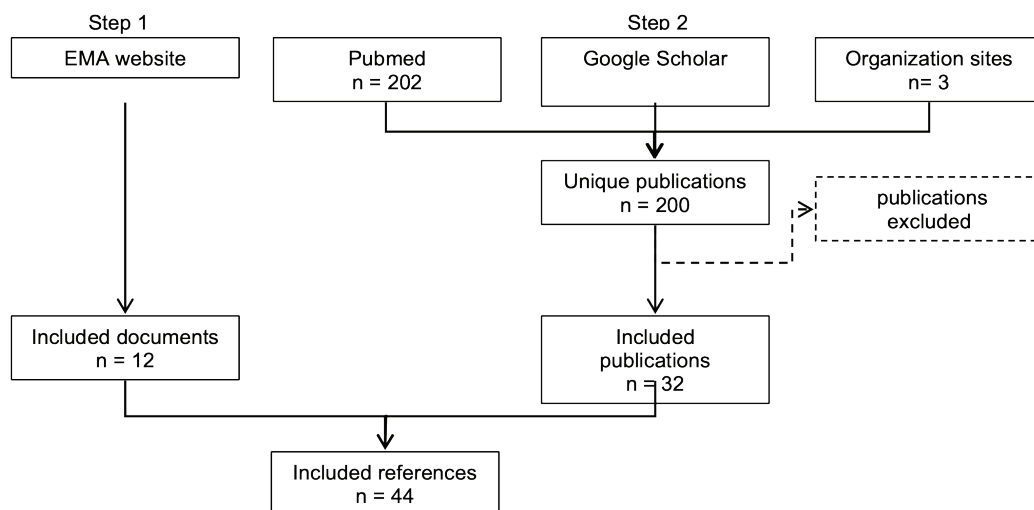 Step 1
Step 2
EMA website
Pubmed
n = 202
Google Scholar
Organization sites
n= 3
Unique publications
n = 200
publications
excluded
Included documents
n = 12
Included
publications
n = 32
Included references
n = 44